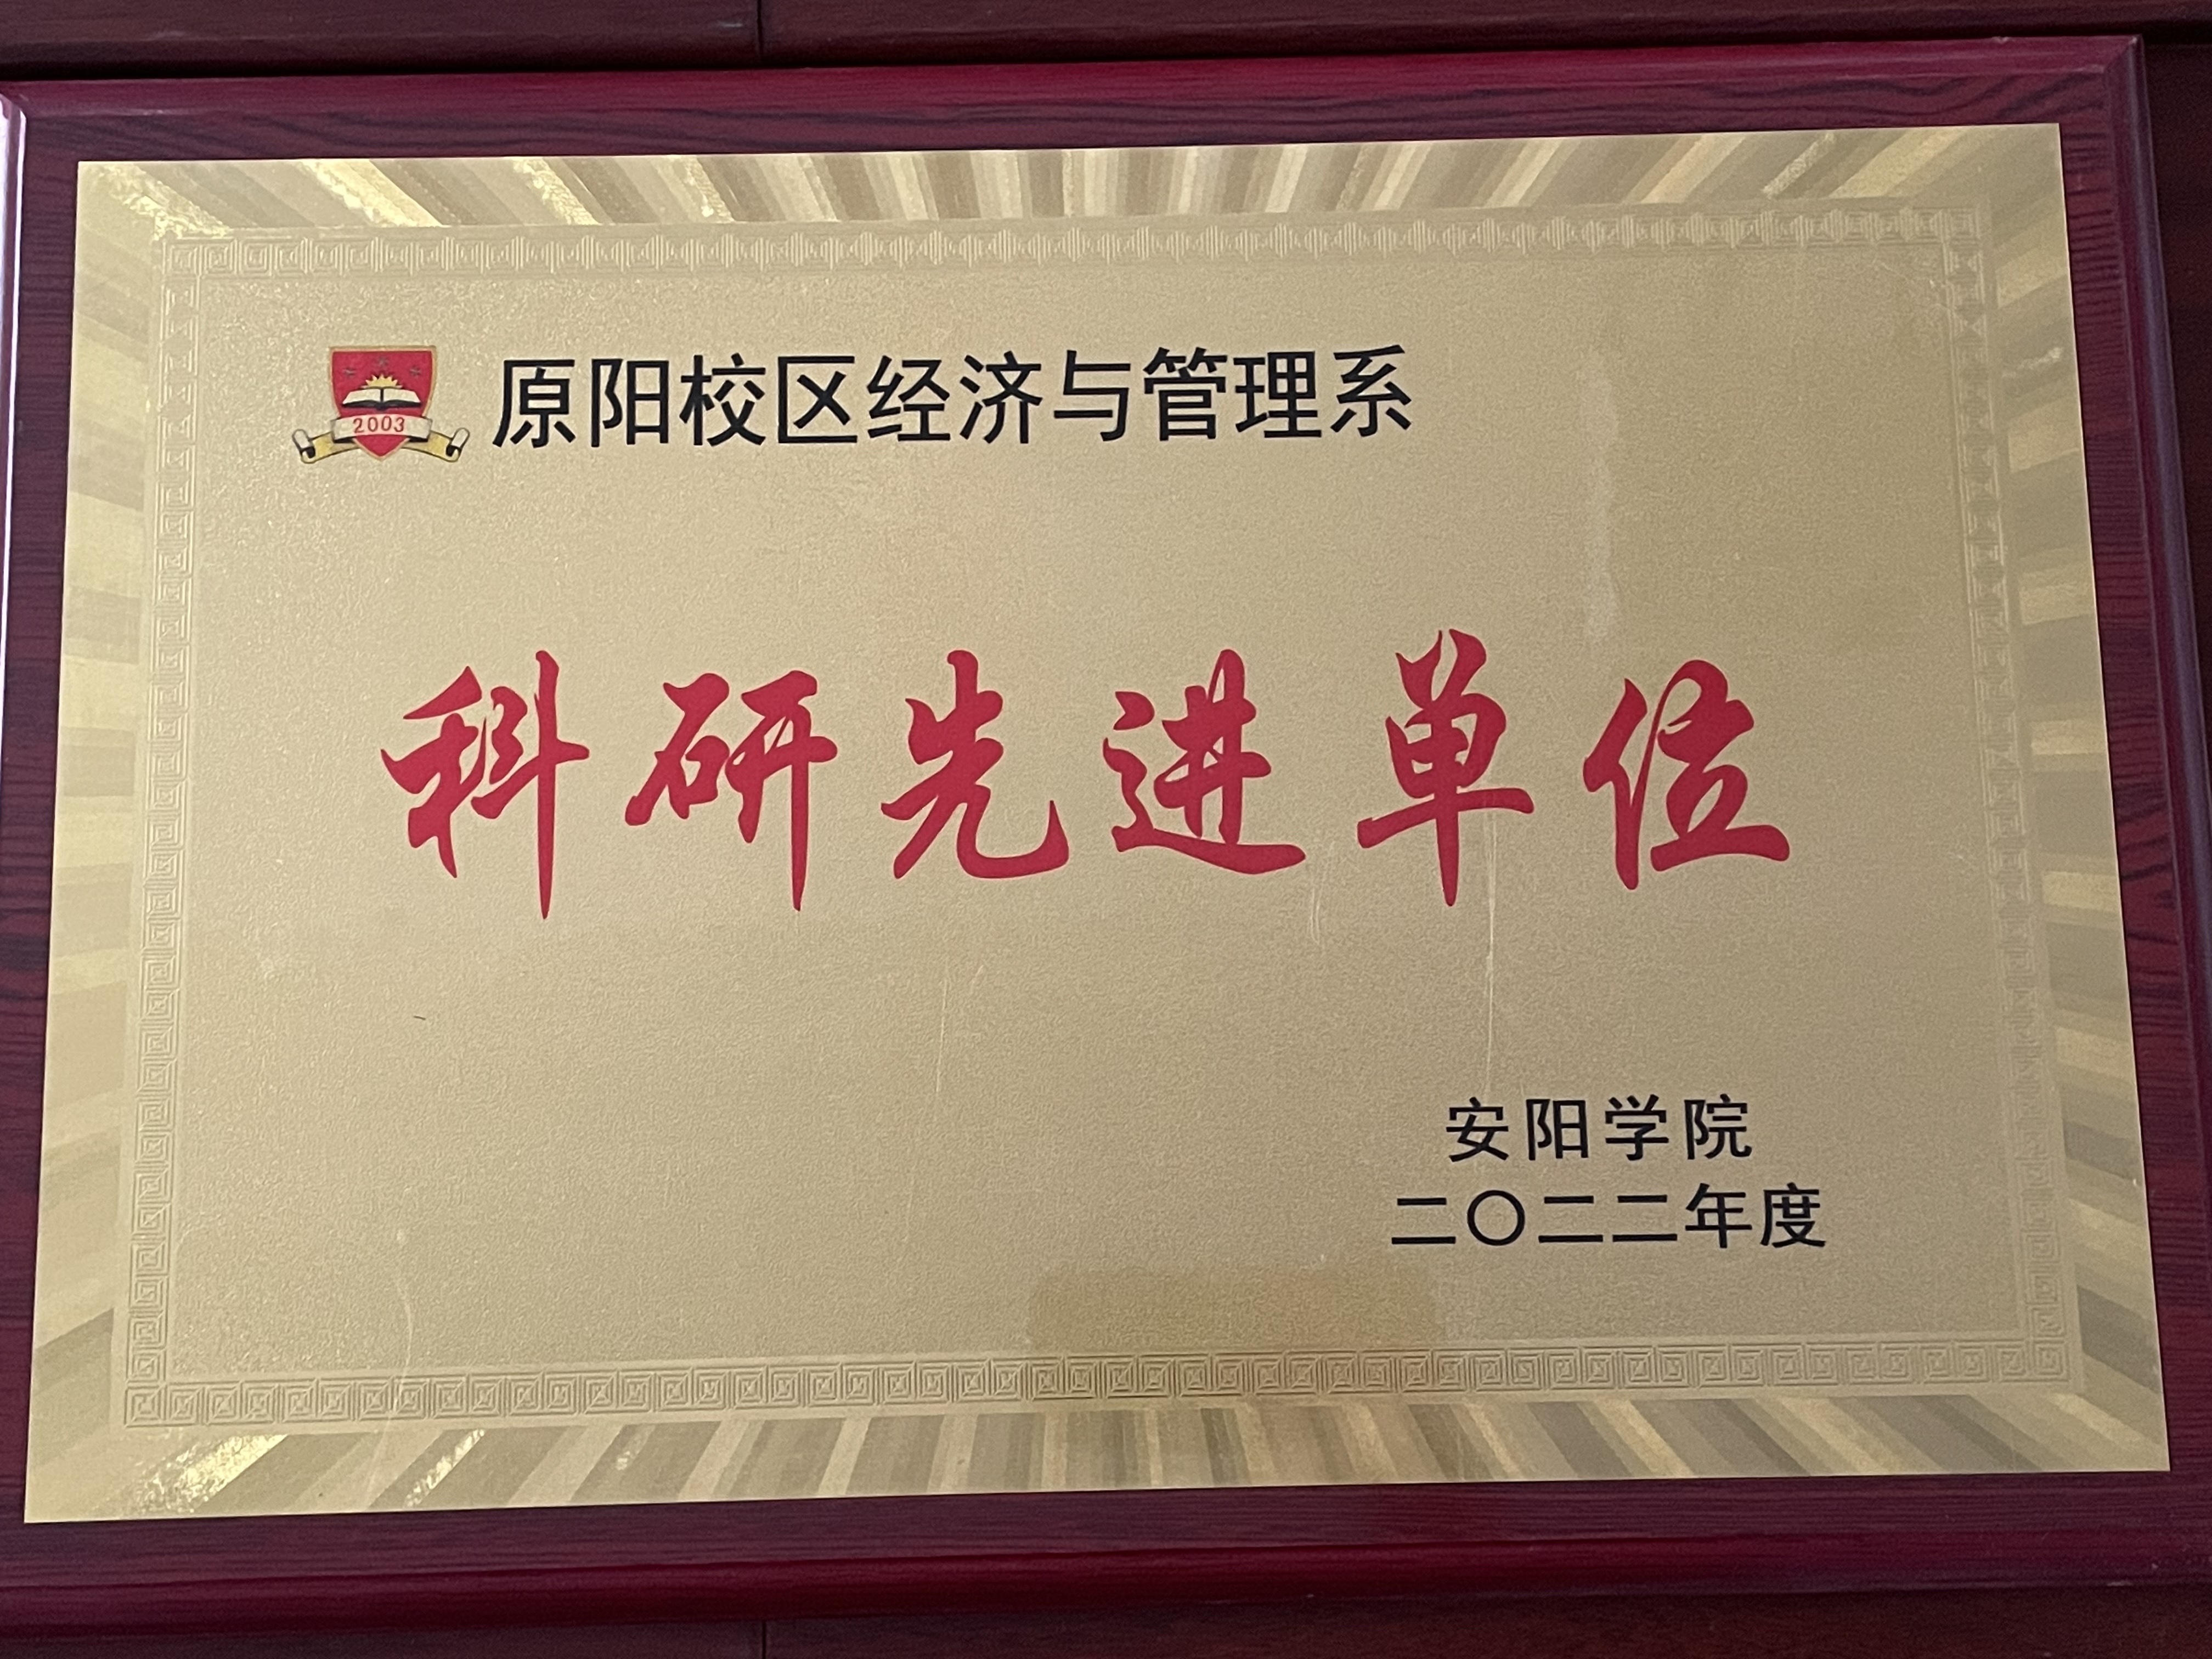 2003
原阳校区经济与管理系
科研先进单位
安阳学院
二〇二二年度